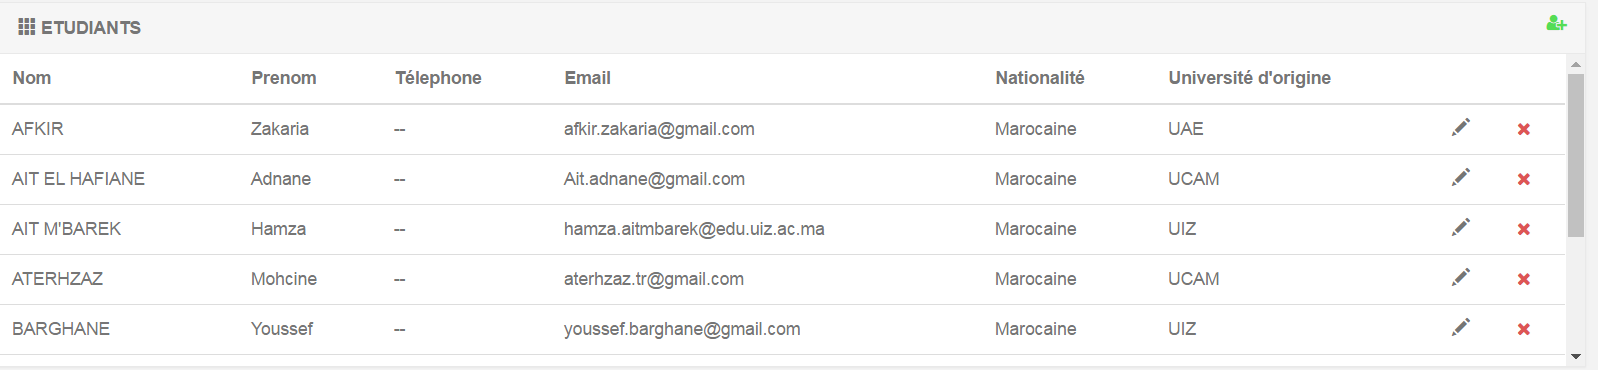 ETUDIANTS
Nom Prenom Télephone Email Nationalité Université d'origine
AFKIR Zakaria -- afkir.zakaria@gmail.com Marocaine UAE
AIT EL HAFIANE Adnane -- Ait.adnane@gmail.com Marocaine UCAM
AIT M'BAREK Hamza -- hamza.aitmbarek@edu.uiz.ac.ma Marocaine UIZ
ATERHZAZ Mohcine -- aterhzaz.tr@gmail.com Marocaine UCAM
BARGHANE Youssef -- youssef.barghane@gmail.com Marocaine UIZ